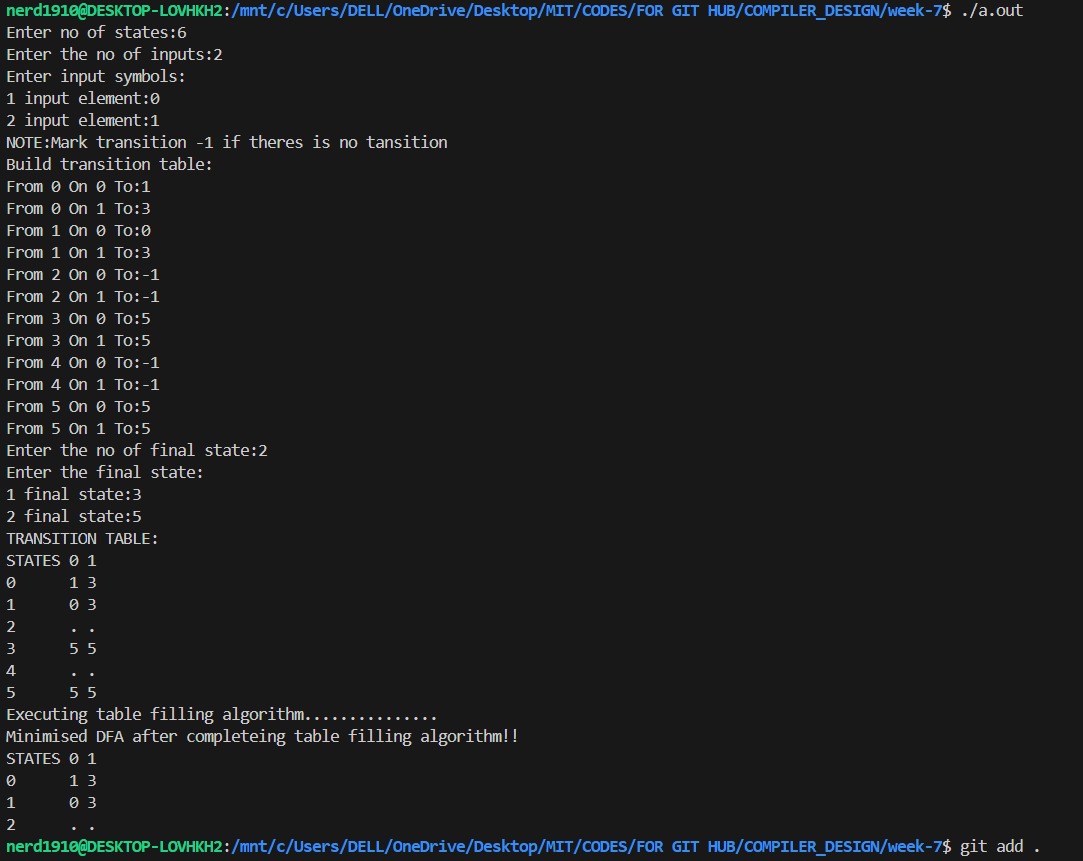 nerd1910@DESKTOP-LOVHKH2:/mnt/c/Users/DELL/OneDrive/Desktop/MIT/CODES/FOR GIT HUB/COMPILER_DESIGN/week-7$ ./a.out
Enter no of states:6
Enter the no of inputs:2
Enter input symbols:
1 input element:0
2 input element:1
NOTE:Mark transition -1 if theres is no tansition
Build transition table:
From 0 On 0 To:1
From 0 On 1 To:3
From 1 On 0 To:0
From 1 On 1 To:3
From 2 On 0 To:-1
From 2 On 1 To:-1
From 3 On 0 To:5
From 3 On 1 To:5
From 4 On 0 To:-1
From 4 On 1 To:-1
From 5 On 0 To:5
From 5 On 1 To:5
Enter the no of final state:2
Enter the final state:
1 final state:3
2 final state:5
TRANSITION TABLE:
STATES 0 1
0      1 3
1      0 3
2      . .
3      5 5
4      . .
5      5 5
Executing table filling algorithm...............
Minimised DFA after completeing table filling algorithm!!
STATES 0 1
0      1 3
1      0 3
2      . .
nerd1910@DESKTOP-LOVHKH2:/mnt/c/Users/DELL/OneDrive/Desktop/MIT/CODES/FOR GIT HUB/COMPILER_DESIGN/week-7$ git add .